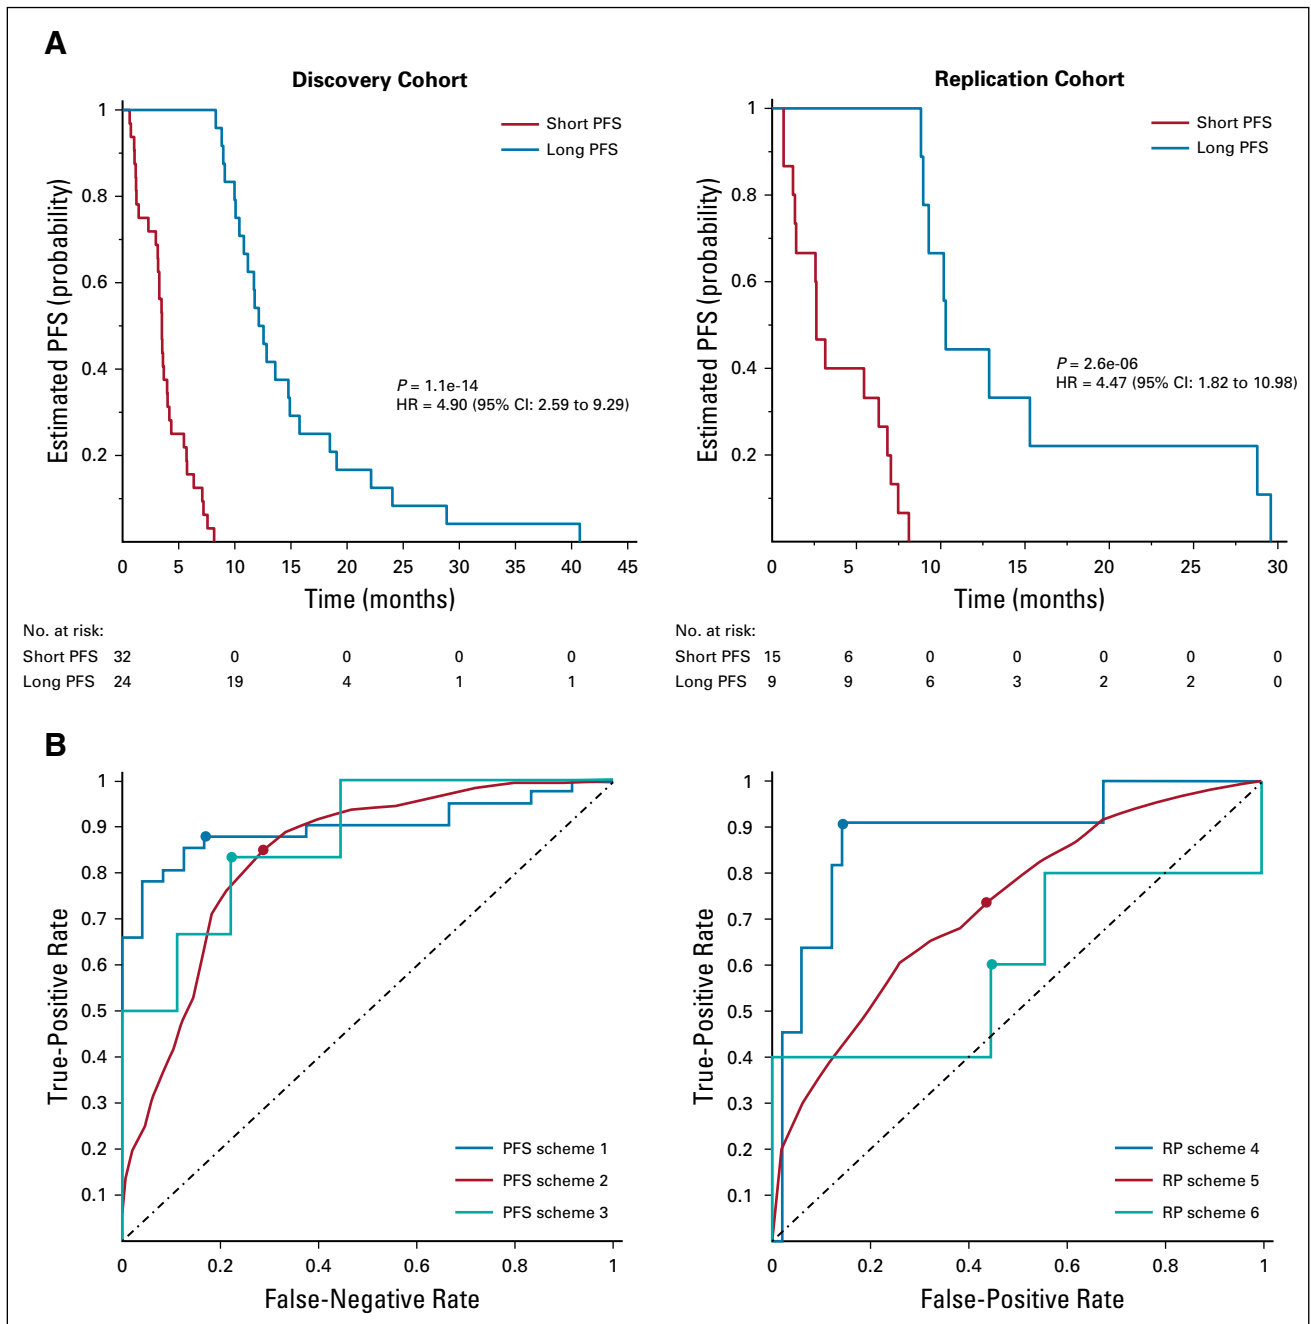 A
Discovery Cohort
Short PFS
Long PFS
Estimated PFS (probability)
1
0.8
0.6
0.4
0.2
P = 1.1e-14
HR = 4.90 (95% CI: 2.59 to 9.29)
0 5 10 15 20 25 30 35 40 45
Time (months)
No. at risk:
Short PFS 32 0 0 0 0
Long PFS 24 19 4 1 1
Replication Cohort
Short PFS
Long PFS
Estimated PFS (probability)
1
0.8
0.6
0.4
0.2
P = 2.6e-06
HR = 4.47 (95% CI: 1.82 to 10.98)
0 5 10 15 20 25 30
Time (months)
No. at risk:
Short PFS 15 6 0 0 0 0 0
Long PFS 9 9 6 3 2 2 0
B
True-Positive Rate
1
0.9
0.8
0.7
0.6
0.5
0.4
0.3
0.2
0.1
PFS scheme 1
PFS scheme 2
PFS scheme 3
0 0.2 0.4 0.6 0.8 1
False-Negative Rate
True-Positive Rate
1
0.9
0.8
0.7
0.6
0.5
0.4
0.3
0.2
0.1
RP scheme 4
RP scheme 5
RP scheme 6
0 0.2 0.4 0.6 0.8 1
False-Positive Rate